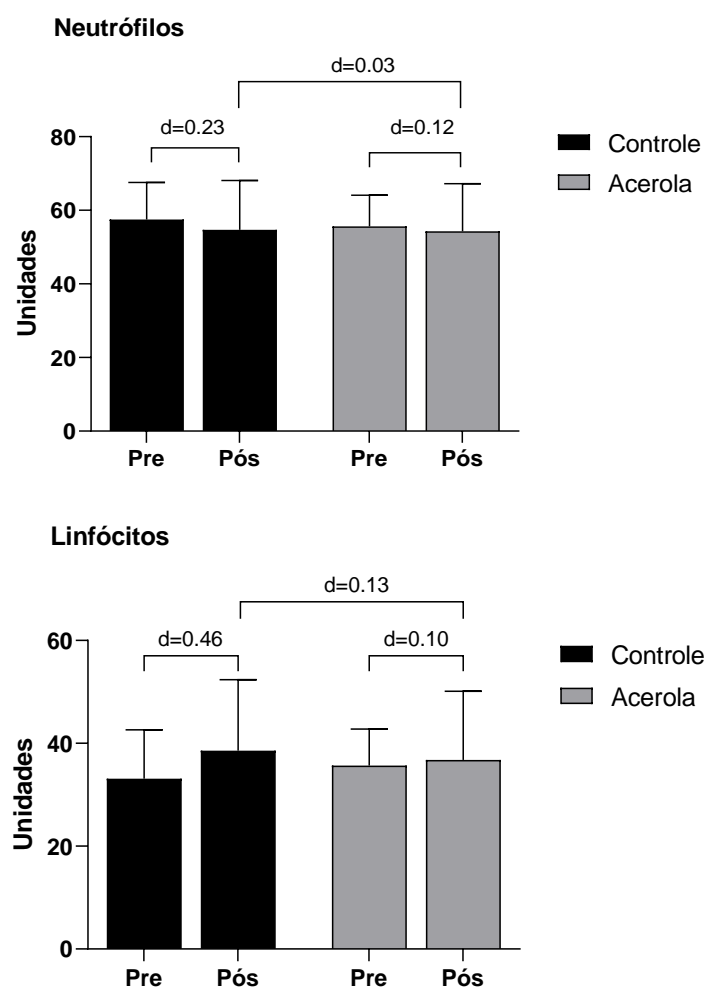 Neutrófilos
d=0.03
d=0.23
d=0.12
80
60
40
20
0
Unidades
Pre
Pós
Pre
Pós
Controle
Acerola
Linfócitos
d=0.13
d=0.46
d=0.10
60
40
20
0
Unidades
Pre
Pós
Pre
Pós
Controle
Acerola